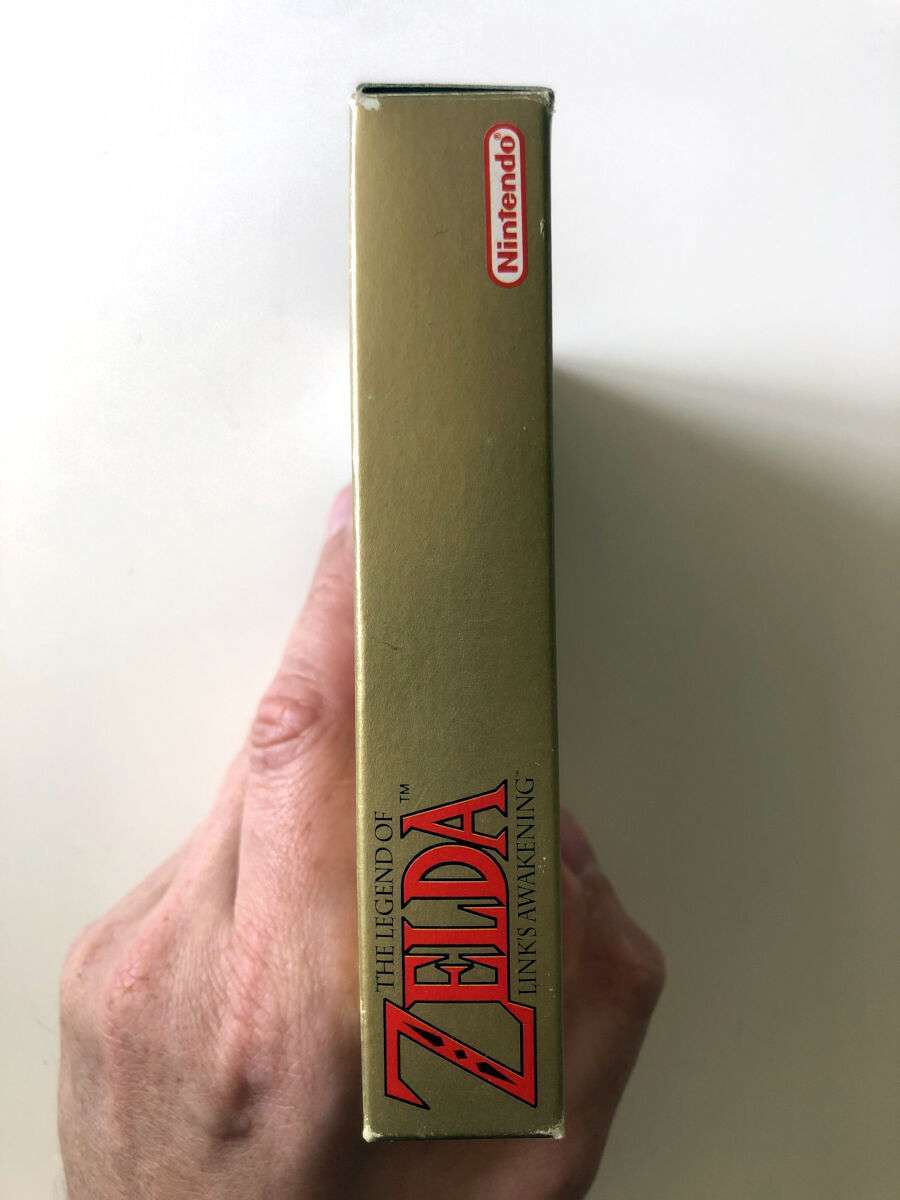 THE LEGEND OF
ZELDA™
LINK'S AWAKENING™
Nintendo®